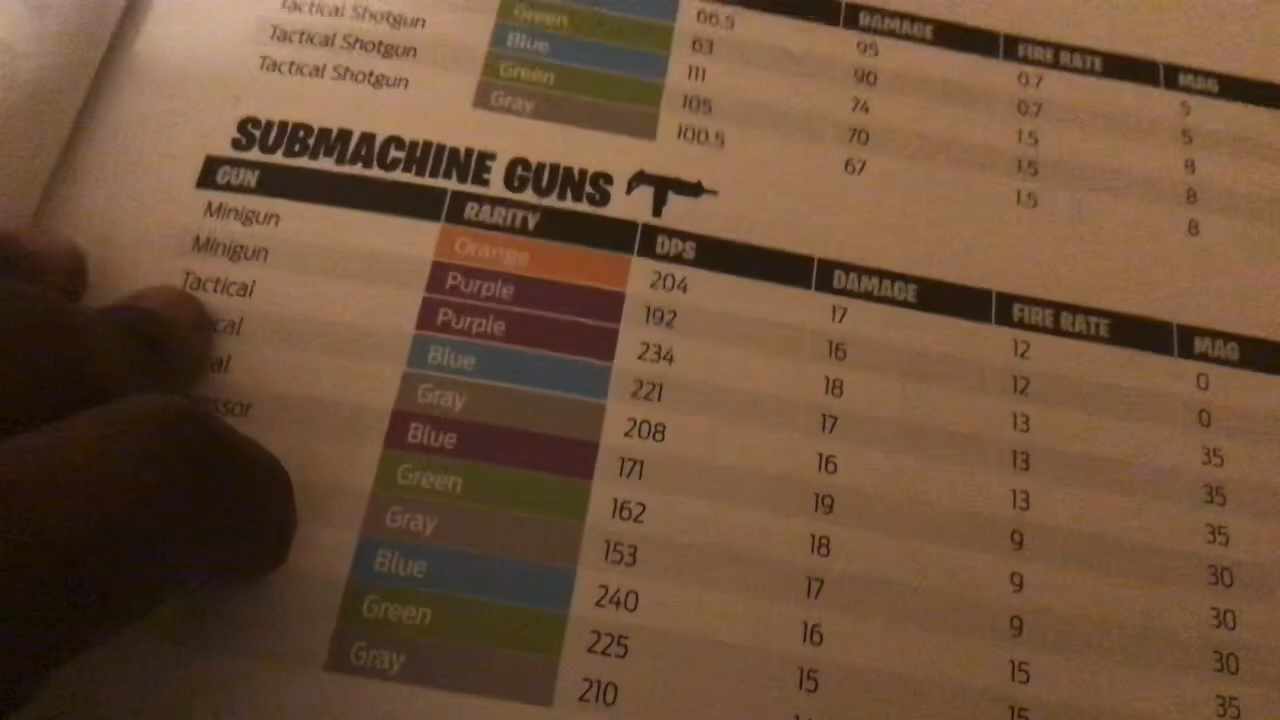 Tactical Shotgun Green 66.5 DAMAGE FIRE RATE MAG
Tactical Shotgun Blue 63 95 0.7 5
Tactical Shotgun Green 111 90 0.7 5
Gray 105 74 1.5 8
100.5 70 1.5 8
67 1.5 8
SUBMACHINE GUNS
GUN RARITY DPS DAMAGE FIRE RATE MAG
Minigun Orange 204 17 12 0
Minigun Purple 192 16 12 0
Tactical Purple 234 18 13 35
cal Blue 221 17 13 35
al Gray 208 16 13 35
ssor Blue 171 19 9 30
Green 162 18 9 30
Gray 153 17 9 30
Blue 240 16 15 35
Green 225 15 15
Gray 210